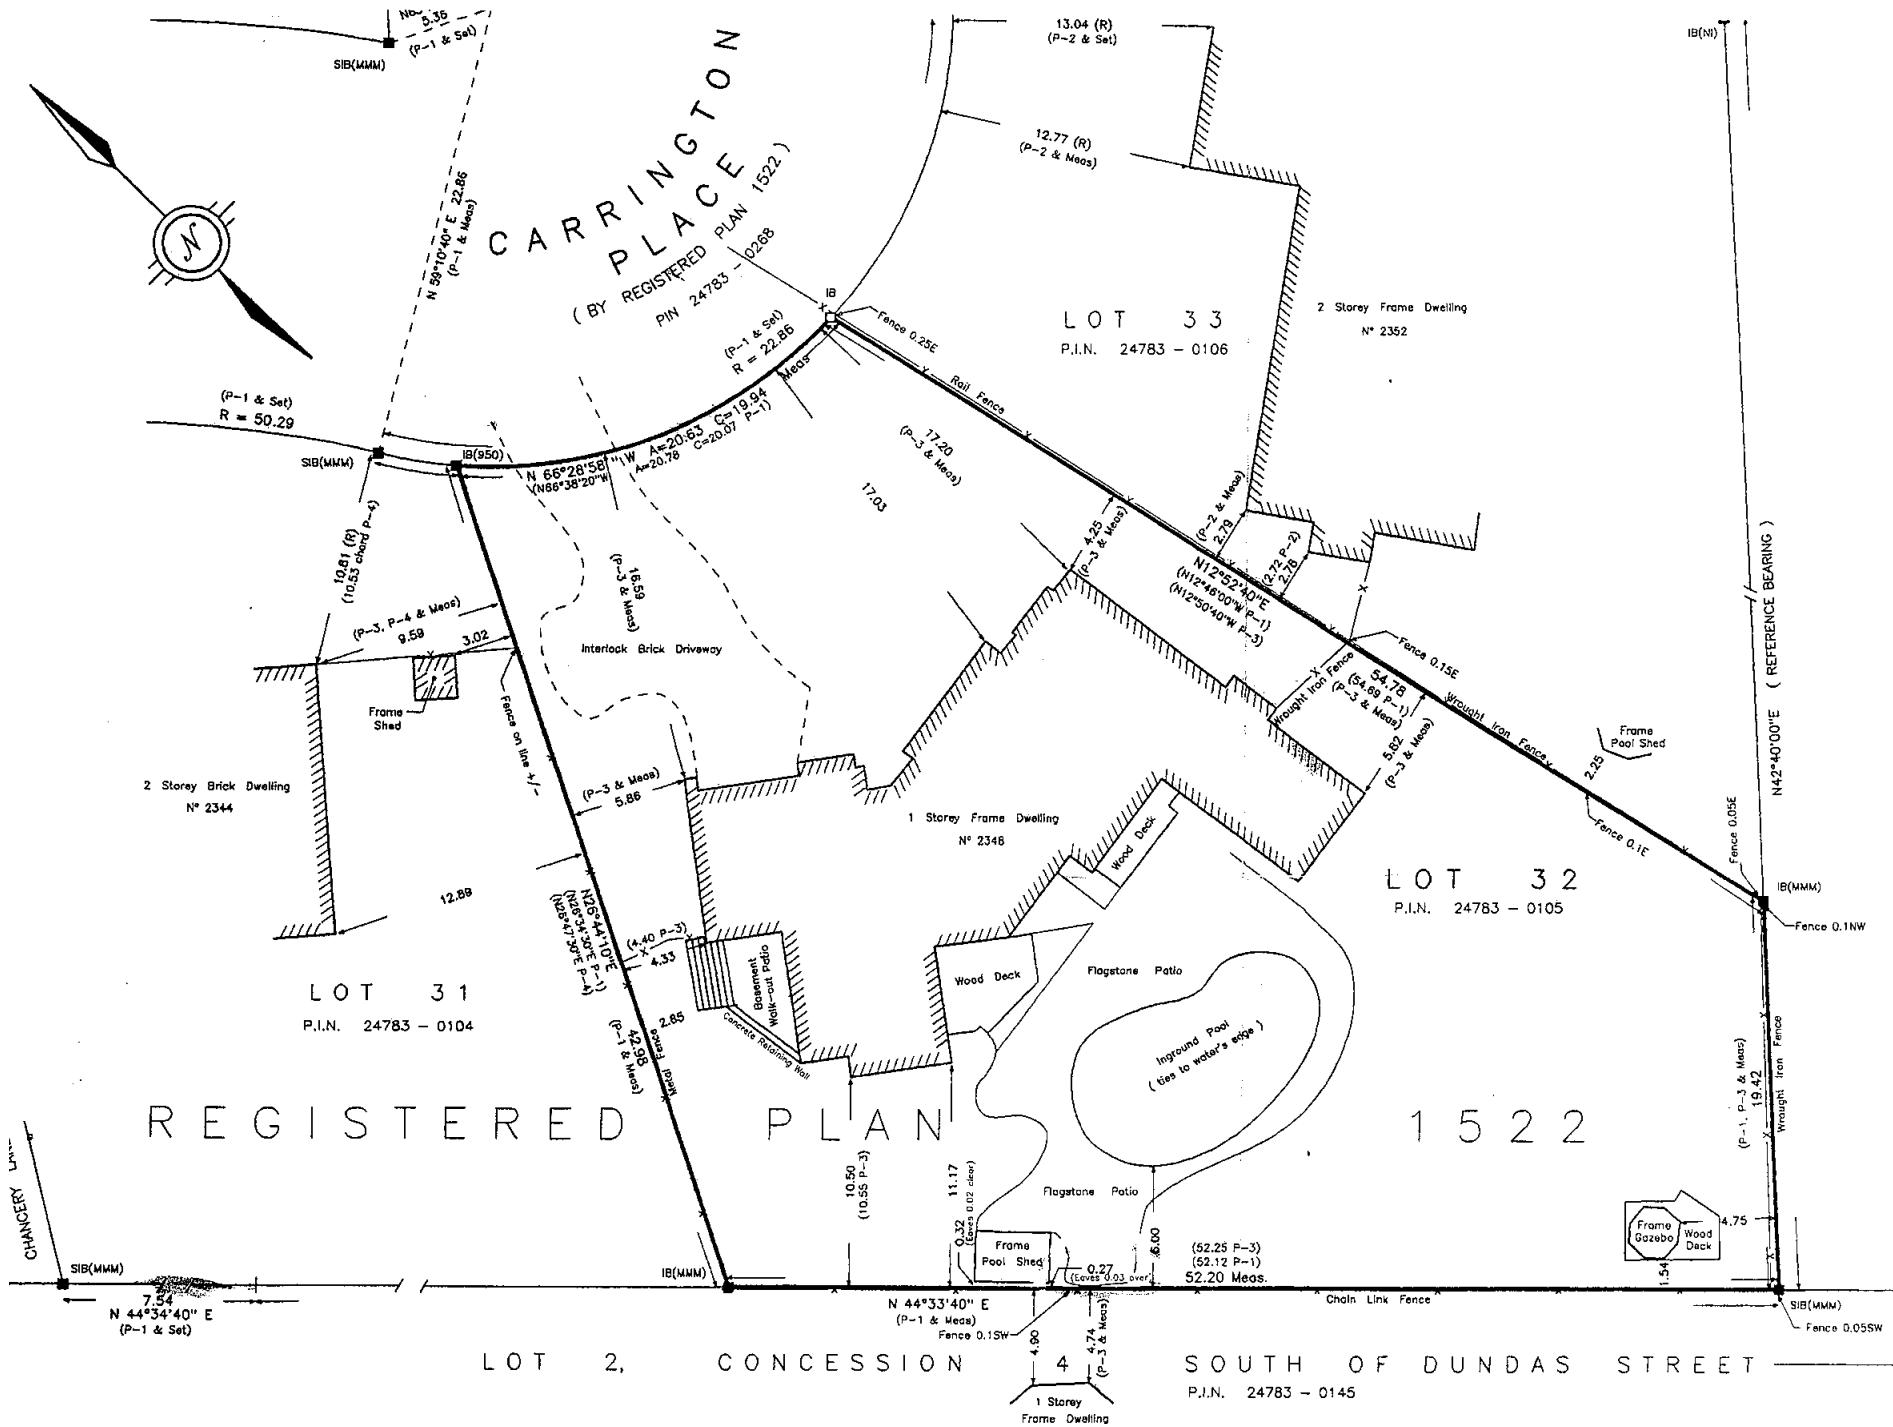 5.36
(P-1 & Set)
SIB(MMM)
N 59°10'40" E 22.86
(P-1 & Meas)
N
CARRINGTON
PLACE
( BY REGISTERED PLAN 1522 )
PIN 24783 - 0268
13.04 (R)
(P-2 & Set)
12.77 (R)
(P-2 & Meas)
IB(NI)
IB
Fence 0.25E
LOT 33
P.I.N. 24783 - 0106
2 Storey Frame Dwelling
N° 2352
(P-1 & Set)
R = 22.86
Meas
(P-1 & Set)
R = 50.29
SIB(MMM)
IB(950)
N 66°28'58" W A=20.63 C=19.94
(N66°38'20"W A=20.78 C=20.07 P-1)
Rail Fence
17.20
(P-3 & Meas)
17.03
16.59
(P-3 & Meas)
4.25
(P-3 & Meas)
(P-2 & Meas)
2.79
(2.72 P-2)
2.76
N12°52'40"E
(N12°46'00"W P-1)
(N12°50'40"W P-3)
N42°40'00"E ( REFERENCE BEARING )
10.81 (R)
(10.53 chord P-4)
(P-3, P-4 & Meas)
9.59
3.02
Frame
Shed
Interlock Brick Driveway
Fence on line +/-
Fence 0.15E
Wrought Iron Fence
54.78
(54.69 P-1)
(P-3 & Meas)
Wrought Iron Fence
5.82
(P-3 & Meas)
Frame
Pool Shed
2.25
Fence 0.1E
Fence 0.05E
2 Storey Brick Dwelling
N° 2344
(P-3 & Meas)
5.86
1 Storey Frame Dwelling
N° 2348
Wood Deck
LOT 32
P.I.N. 24783 - 0105
IB(MMM)
Fence 0.1NW
12.89
N26°44'10"E
(N26°34'30"E P-1)
(N26°47'30"E P-4)
(4.40 P-3)
4.33
Basement
Walk-out Patio
Wood Deck
Flagstone Patio
LOT 31
P.I.N. 24783 - 0104
2.65
42.98
(P-1 & Meas)
Metal Fence
Concrete Retaining Wall
Inground Pool
( ties to water's edge )
(P-1, P-3 & Meas)
19.42
Wrought Iron Fence
REGISTERED PLAN 1522
10.50
(10.55 P-3)
11.17
0.32
(Eaves 0.02 clear)
Flagstone Patio
6.00
Frame
Pool Shed
0.27
(Eaves 0.03 over)
(52.25 P-3)
(52.12 P-1)
52.20 Meas.
Frame
Gazebo
Wood
Deck
4.75
1.54
CHANCERY
SIB(MMM)
7.54
N 44°34'40" E
(P-1 & Set)
IB(MMM)
N 44°33'40" E
(P-1 & Meas)
Fence 0.1SW
Chain Link Fence
SIB(MMM)
Fence 0.05SW
4.90
4.74
(P-3 & Meas)
LOT 2, CONCESSION 4 SOUTH OF DUNDAS STREET
P.I.N. 24783 - 0145
1 Storey
Frame Dwelling